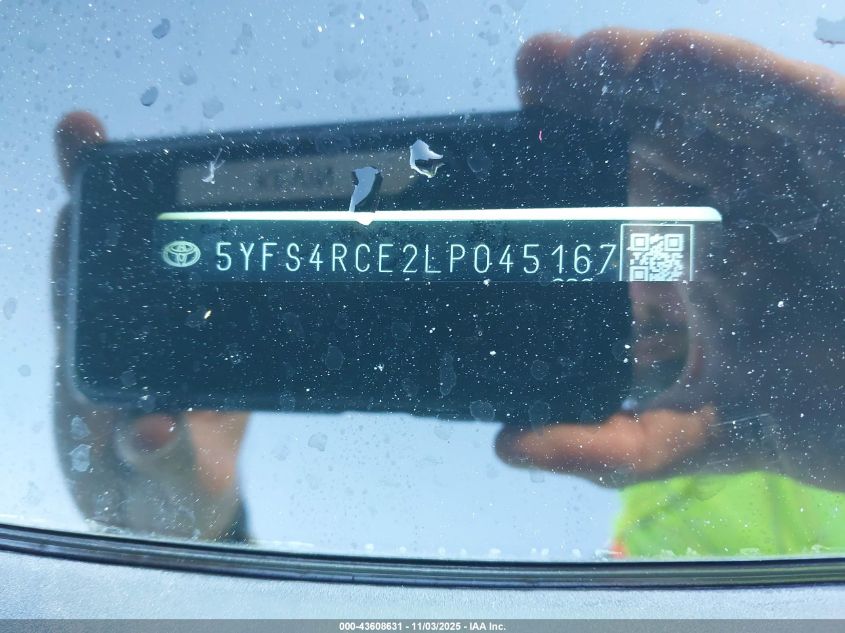 5YFS4RCE2LP045167
000-43608631 - 11/03/2025 - IAA Inc.